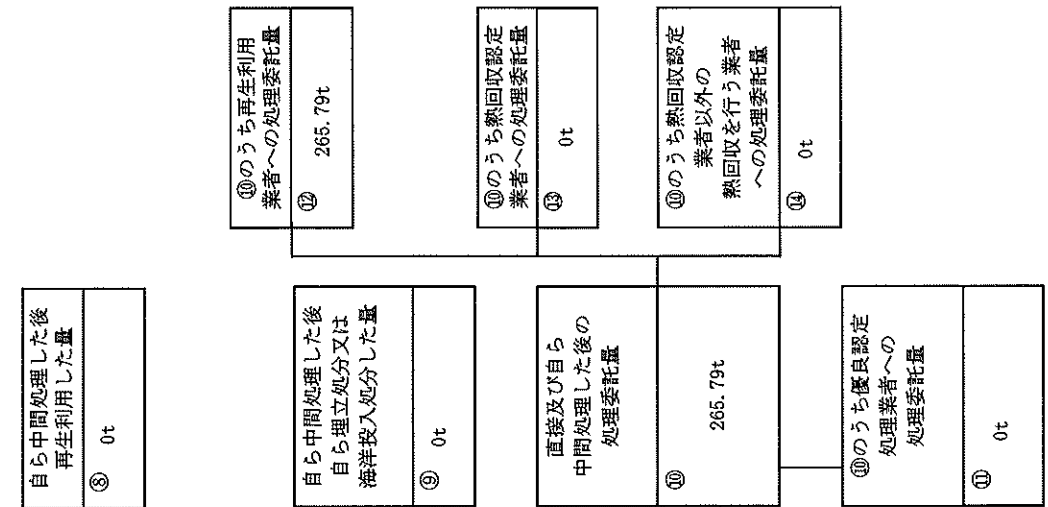 自ら中間処理した後
再生利用した量
⑧
0t
自ら中間処理した後
自ら埋立処分又は
海洋投入処分した量
⑨
0t
直接及び自ら
中間処理した後の
処理委託量
⑩
265.79t
⑩のうち優良認定
処理業者への
処理委託量
⑪
0t
⑩のうち再生利用
業者への処理委託量
⑫
265.79t
⑩のうち熱回収認定
業者への処理委託量
⑬
0t
⑩のうち熱回収認定
業者以外の
熱回収を行う業者
への処理委託量
⑭
0t